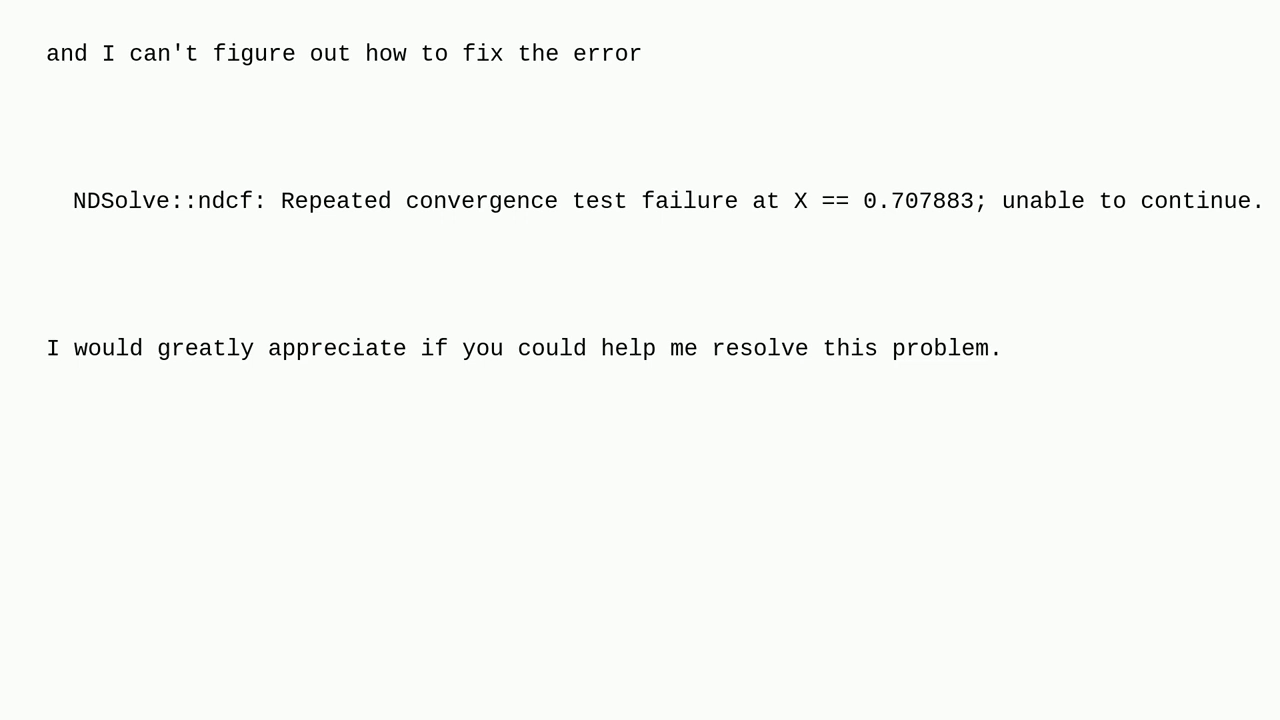 and I can't figure out how to fix the error
NDSolve::ndcf: Repeated convergence test failure at X == 0.707883; unable to continue.
I would greatly appreciate if you could help me resolve this problem.